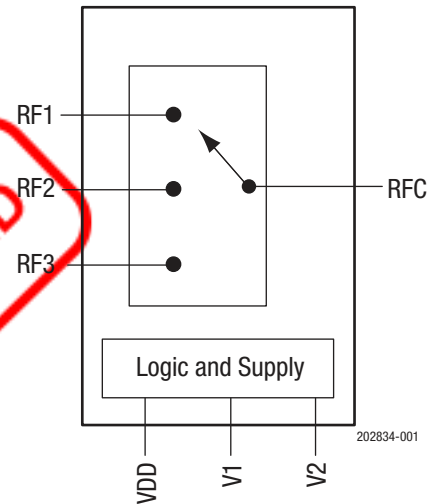 RF1
RF2
RFC
RF3
Logic and Supply
202834-001
VDD
V1
V2